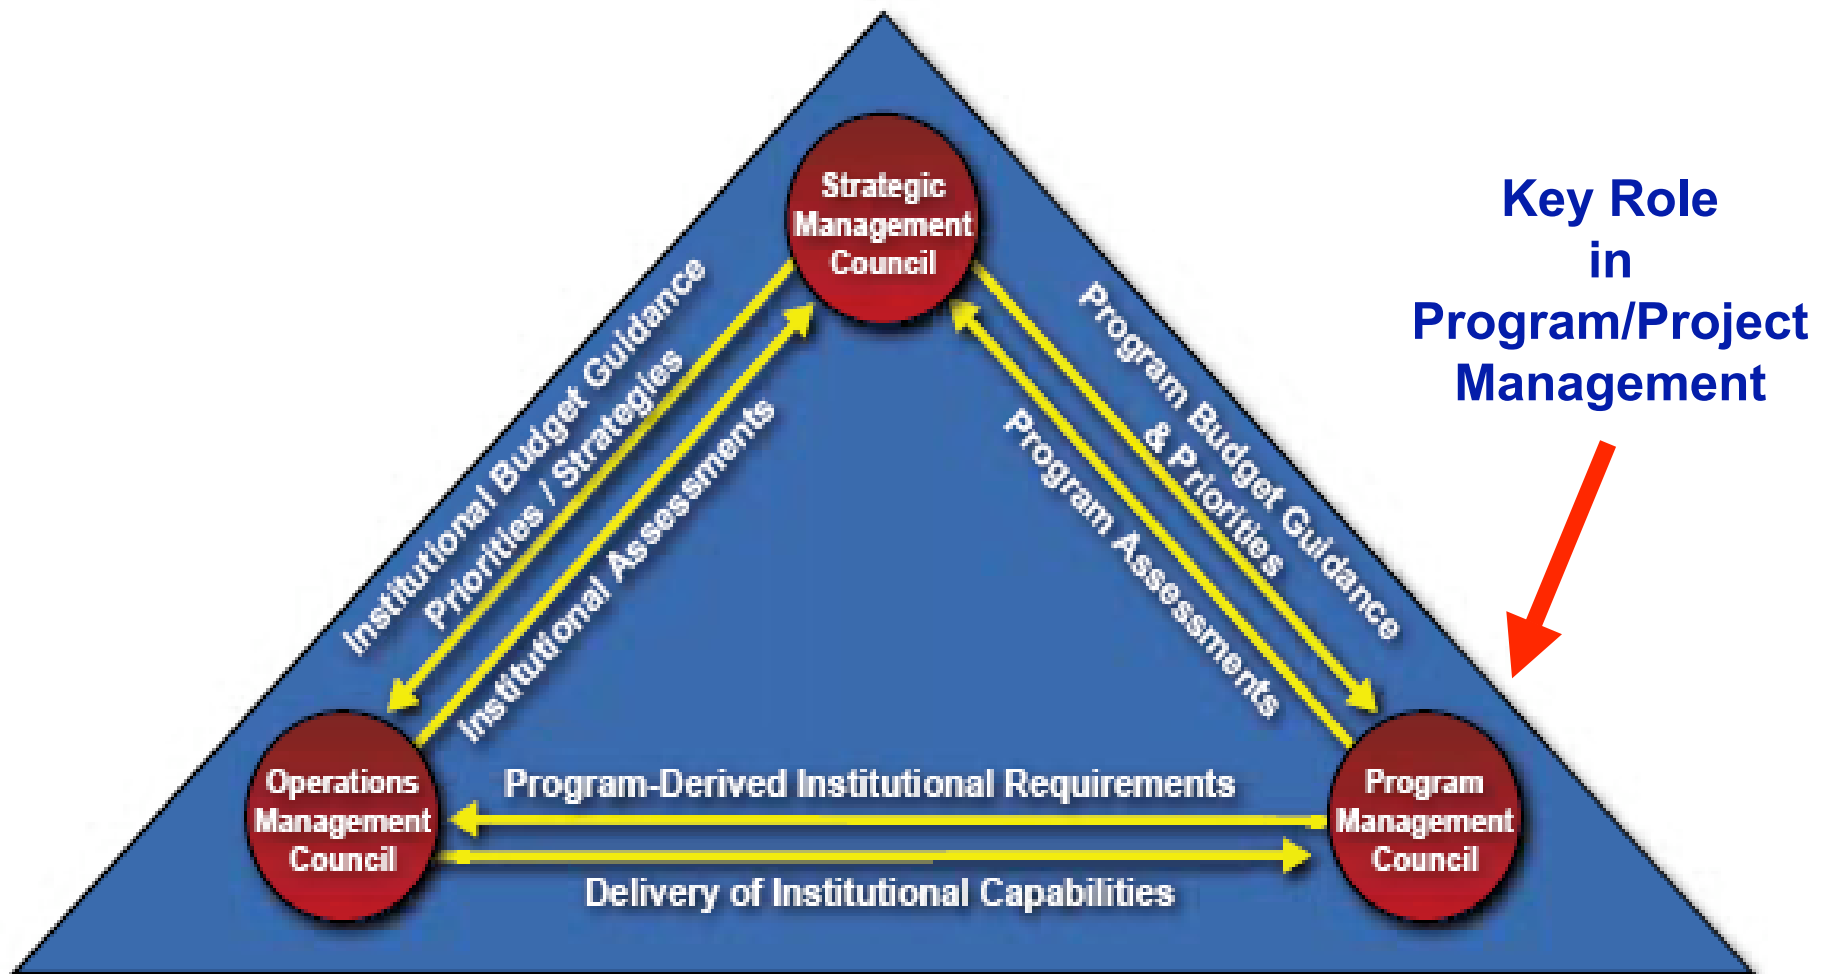 Strategic
Management
Council
Key Role
in
Program/Project
Management
Institutional Budget Guidance
Priorities / Strategies
Institutional Assessments
Program Budget Guidance
& Priorities
Program Assessments
Operations
Management
Council
Program-Derived Institutional Requirements
Delivery of Institutional Capabilities
Program
Management
Council